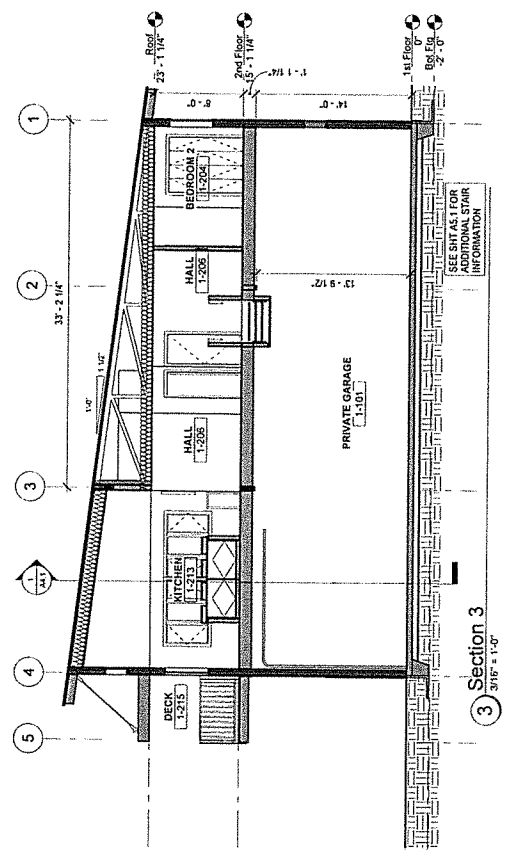 5
4
1
A4.1
3
2
1
33' - 2 1/4"
1'-0"
1 1/2"
Roof
23' - 1 1/4"
2nd Floor
15' - 1 1/4"
1' - 1 1/4"
1st Floor
0"
Bot Ftg
-2' - 0"
8' - 0"
14' - 0"
13' - 9 1/2"
DECK
1-215
KITCHEN
1-213
HALL
1-206
HALL
1-206
BEDROOM 2
1-204
PRIVATE GARAGE
1-101
SEE SHT A5.1 FOR
ADDITIONAL STAIR
INFORMATION
3
Section 3
3/16" = 1'-0"